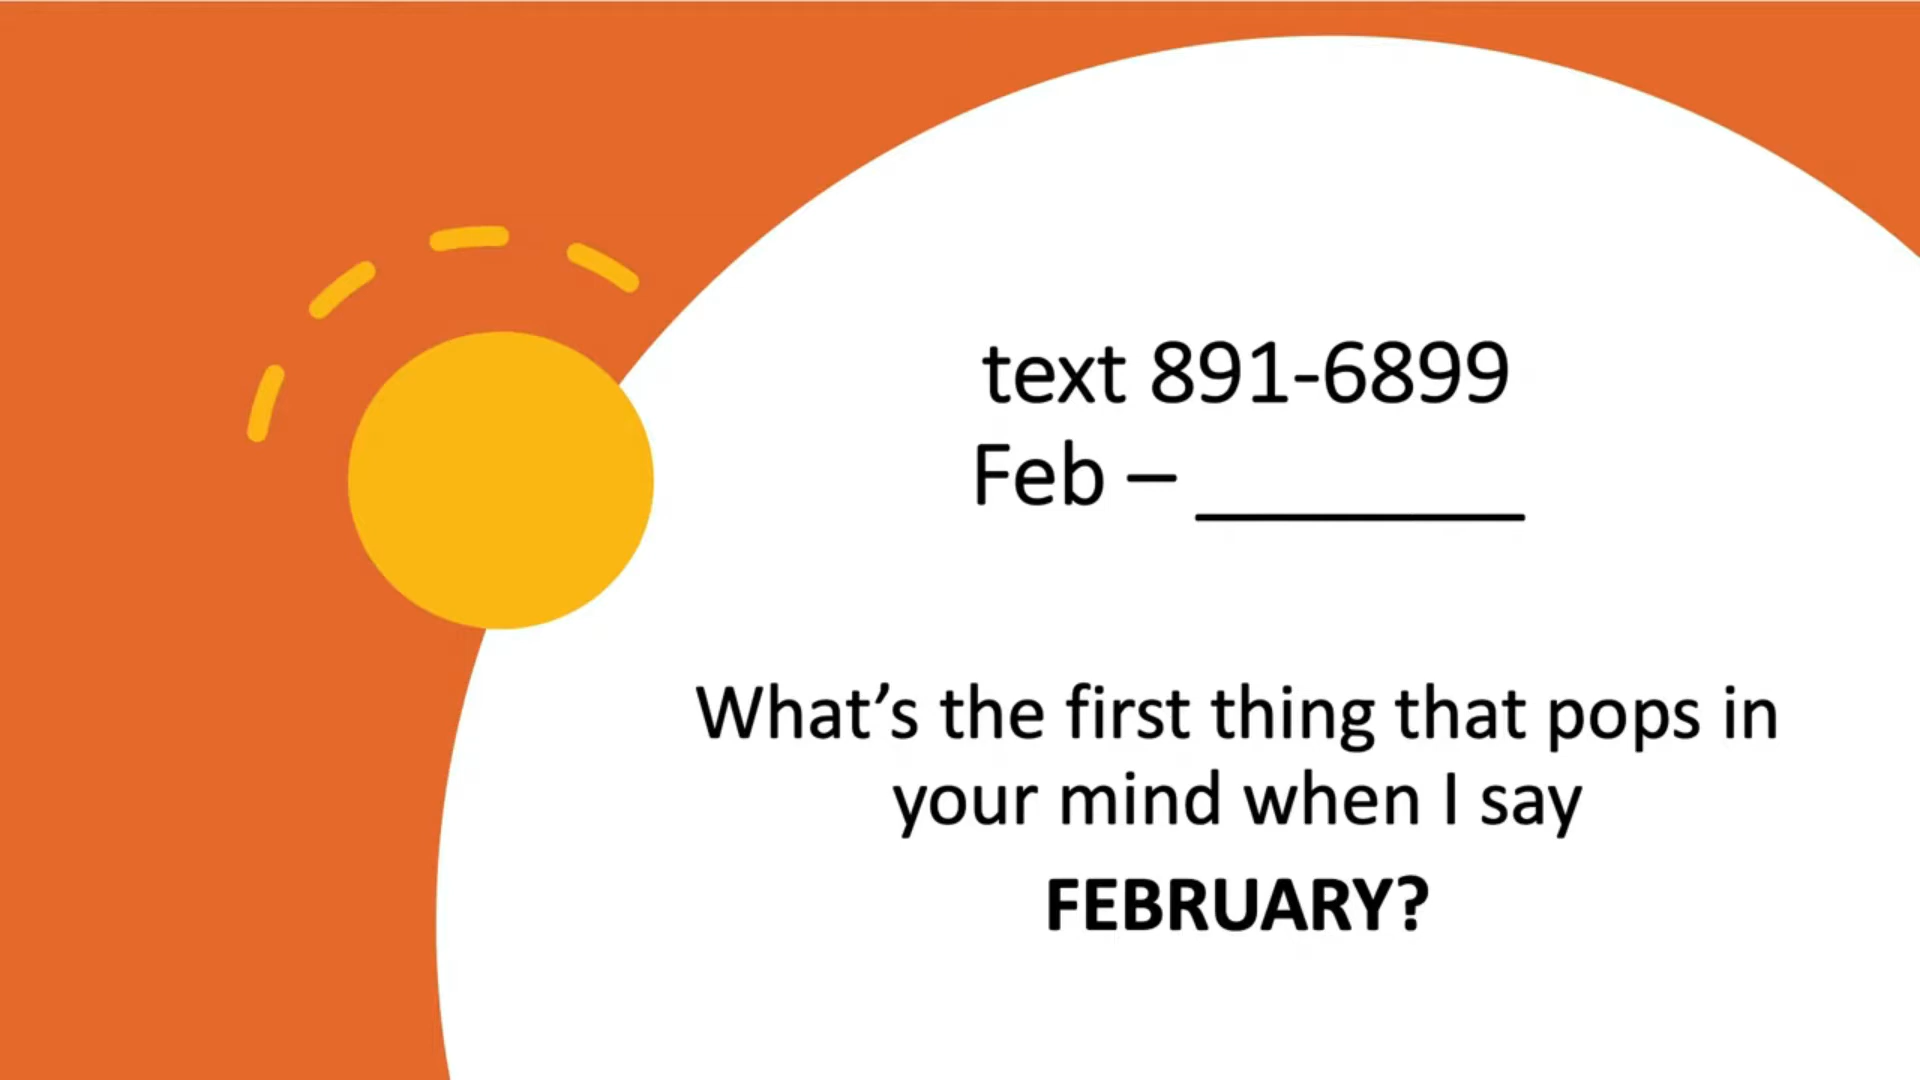 text 891-6899
Feb – ________
What’s the first thing that pops in
your mind when I say
FEBRUARY?